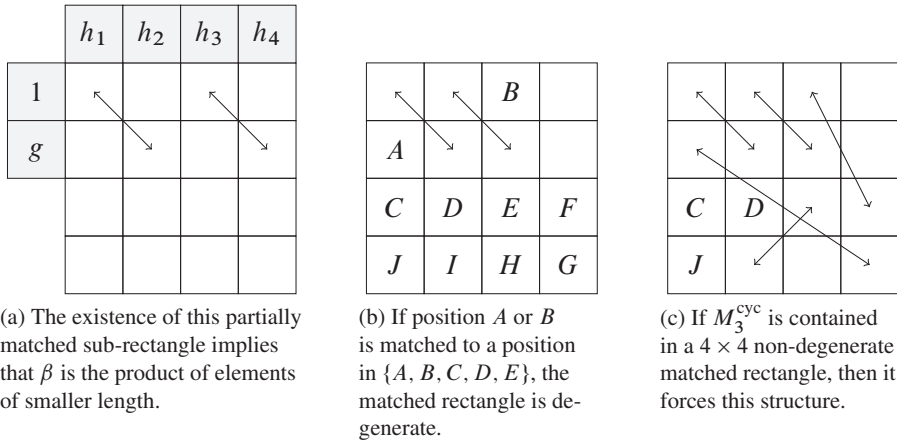 h₁ h₂ h₃ h₄
1
g
B
A
C D E F
J I H G
C D
J
(a) The existence of this partially
matched sub-rectangle implies
that β is the product of elements
of smaller length.
(b) If position A or B
is matched to a position
in {A, B, C, D, E}, the
matched rectangle is de-
generate.
(c) If M₃ᶜʸᶜ is contained
in a 4 × 4 non-degenerate
matched rectangle, then it
forces this structure.